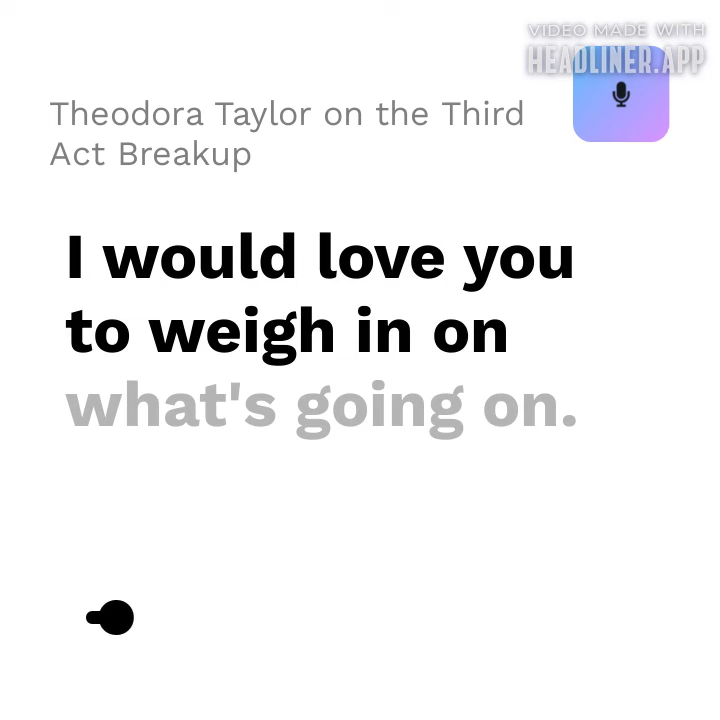 VIDEO MADE WITH
HEADLINER.APP
Theodora Taylor on the Third
Act Breakup
I would love you
to weigh in on
what's going on.